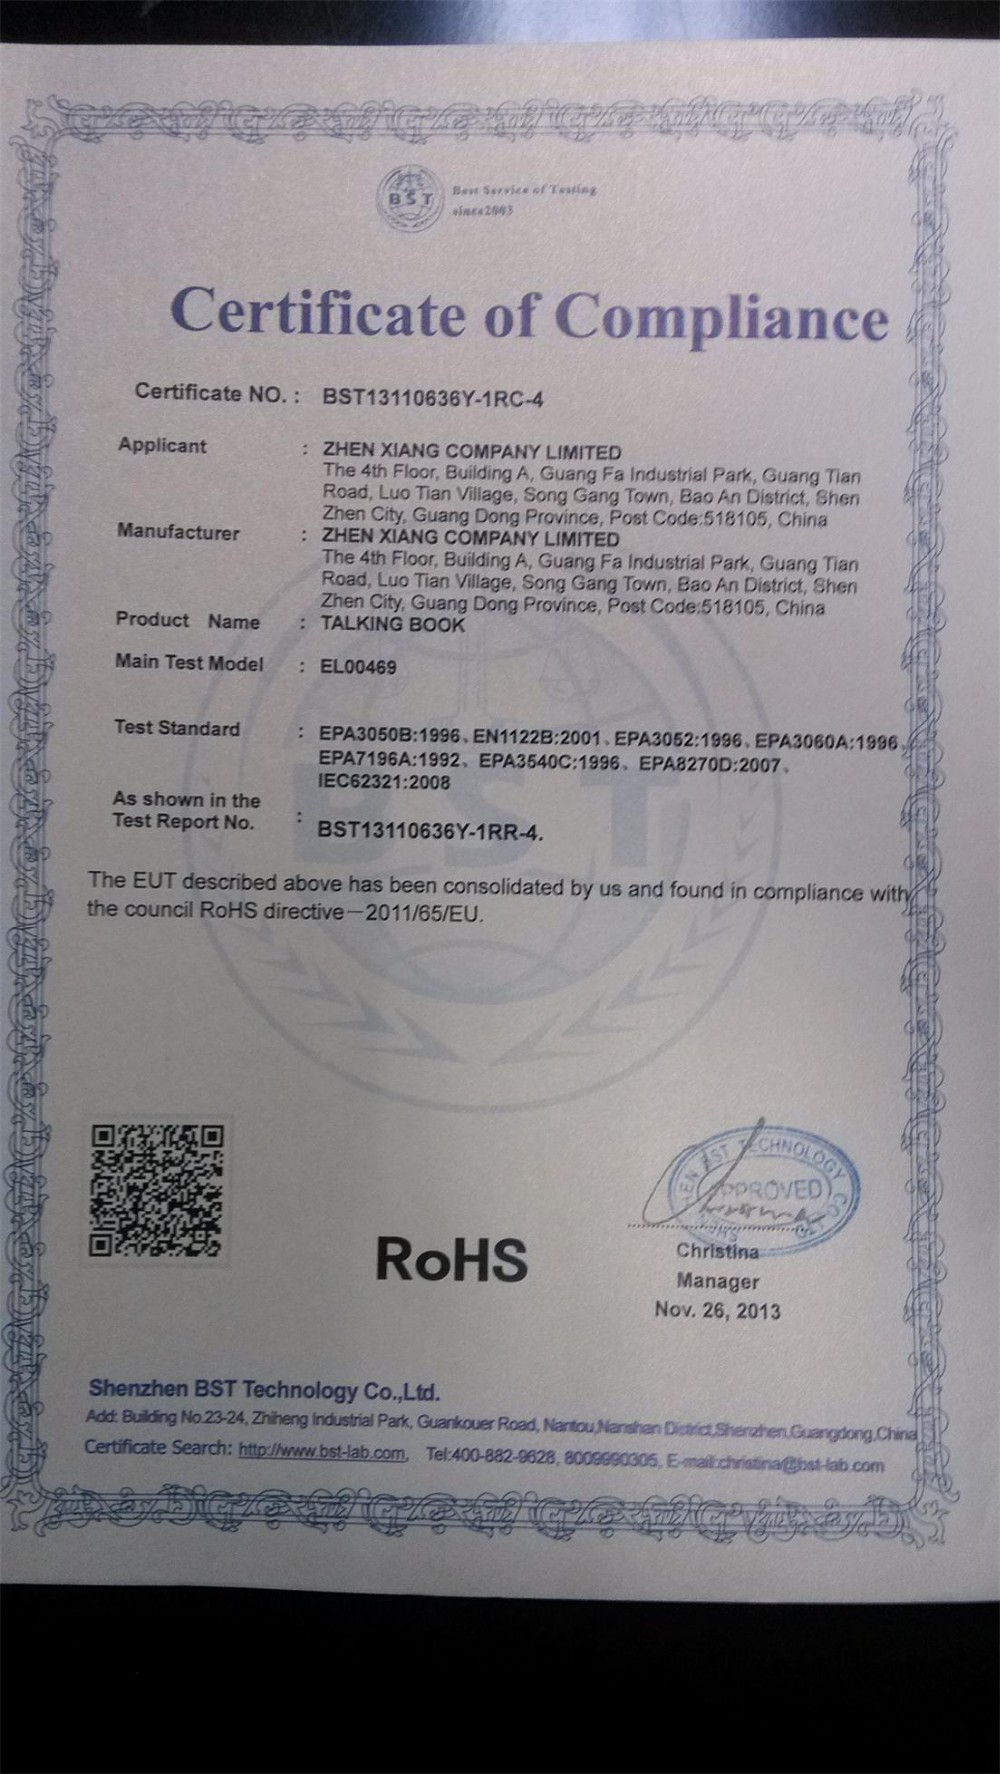 BST
Best Service of Testing
since2003
Certificate of Compliance
Certificate NO. : BST13110636Y-1RC-4
Applicant : ZHEN XIANG COMPANY LIMITED
The 4th Floor, Building A, Guang Fa Industrial Park, Guang Tian
Road, Luo Tian Village, Song Gang Town, Bao An District, Shen
Zhen City, Guang Dong Province, Post Code:518105, China
Manufacturer : ZHEN XIANG COMPANY LIMITED
The 4th Floor, Building A, Guang Fa Industrial Park, Guang Tian
Road, Luo Tian Village, Song Gang Town, Bao An District, Shen
Zhen City, Guang Dong Province, Post Code:518105, China
Product Name : TALKING BOOK
Main Test Model : EL00469
Test Standard : EPA3050B:1996、EN1122B:2001、EPA3052:1996、EPA3060A:1996、
EPA7196A:1992、EPA3540C:1996、EPA8270D:2007、
IEC62321:2008
As shown in the
Test Report No. : BST13110636Y-1RR-4.
BST
The EUT described above has been consolidated by us and found in compliance with
the council RoHS directive—2011/65/EU.
BST TECHNOLOGY CO
APPROVED
RoHS
Christina
Manager
Nov. 26, 2013
Shenzhen BST Technology Co.,Ltd.
Add: Building No.23-24, Zhiheng Industrial Park, Guankouer Road, Nantou,Nanshan District,Shenzhen,Guangdong,China
Certificate Search: http://www.bst-lab.com, Tel:400-882-9628, 8009990305, E-mail:christina@bst-lab.com